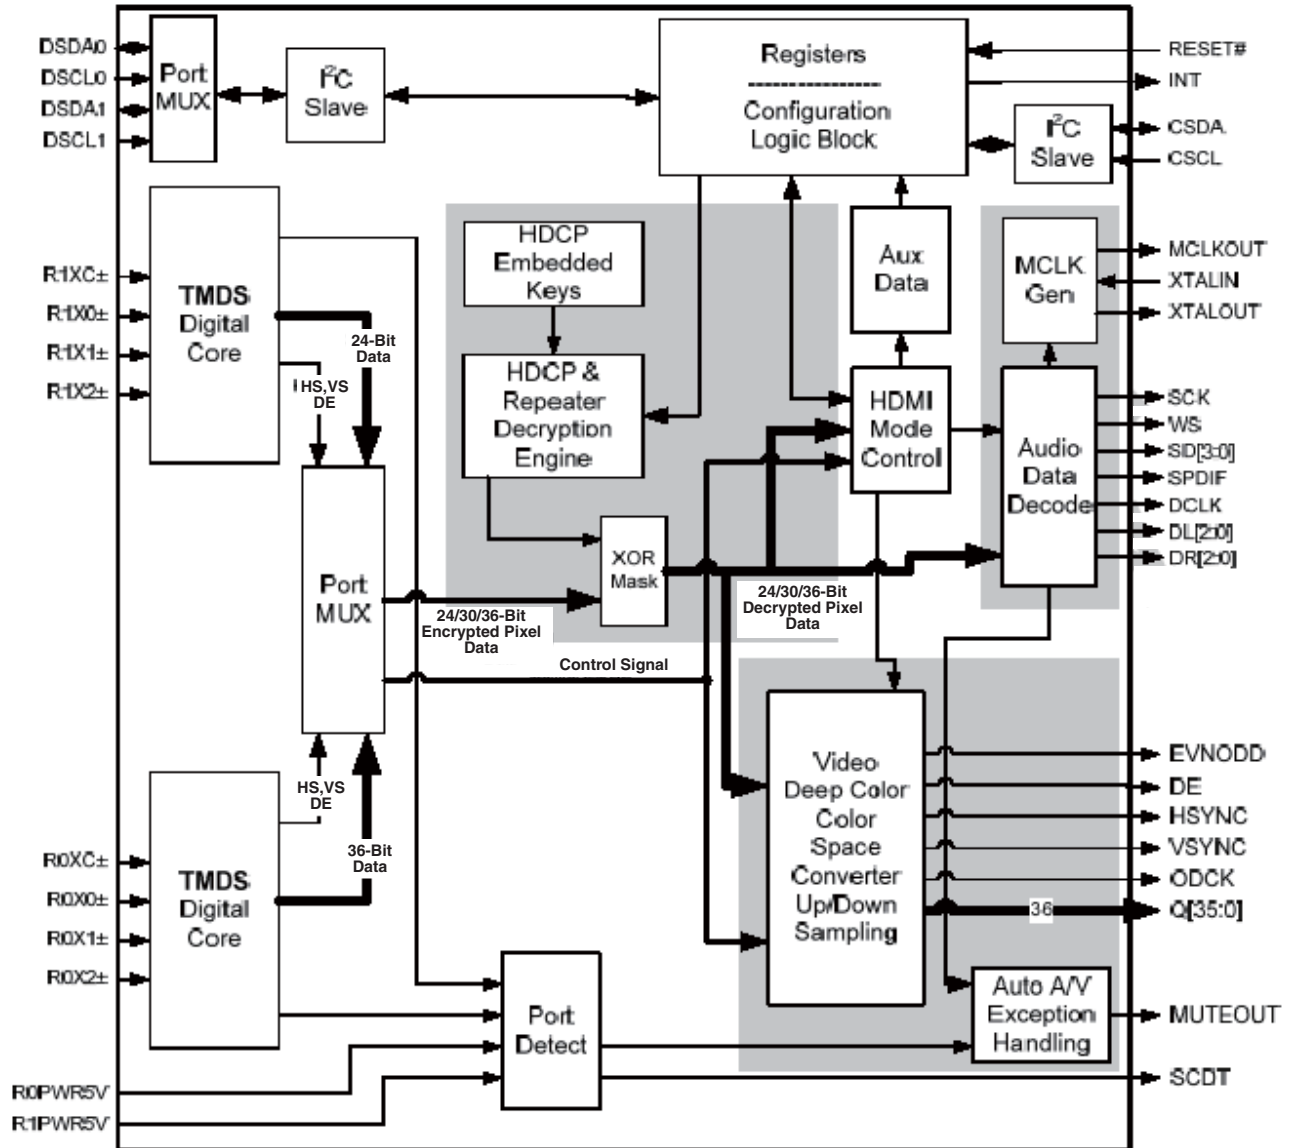 DSDA0
DSCL0
DSDA1
DSCL1
Port
MUX
I²C
Slave
Registers
Configuration
Logic Block
RESET#
INT
I²C
Slave
CSDA
CSCL
R1XC±
R1X0±
R1X1±
R1X2±
TMDS
Digital
Core
24-Bit
Data
HS,VS
DE
HDCP
Embedded
Keys
HDCP &
Repeater
Decryption
Engine
XOR
Mask
Aux
Data
HDMI
Mode
Control
MCLK
Gen
Audio
Data
Decode
MCLKOUT
XTALIN
XTALOUT
SCK
WS
SD[3:0]
SPDIF
DCLK
DL[2:0]
DR[2:0]
Port
MUX
24/30/36-Bit
Encrypted Pixel
Data
24/30/36-Bit
Decrypted Pixel
Data
Control Signal
HS,VS
DE
36-Bit
Data
R0XC±
R0X0±
R0X1±
R0X2±
TMDS
Digital
Core
Video
Deep Color
Color
Space
Converter
Up/Down
Sampling
EVNODD
DE
HSYNC
VSYNC
ODCK
36
Q[35:0]
Port
Detect
Auto A/V
Exception
Handling
MUTEOUT
SCDT
R0PWR5V
R1PWR5V